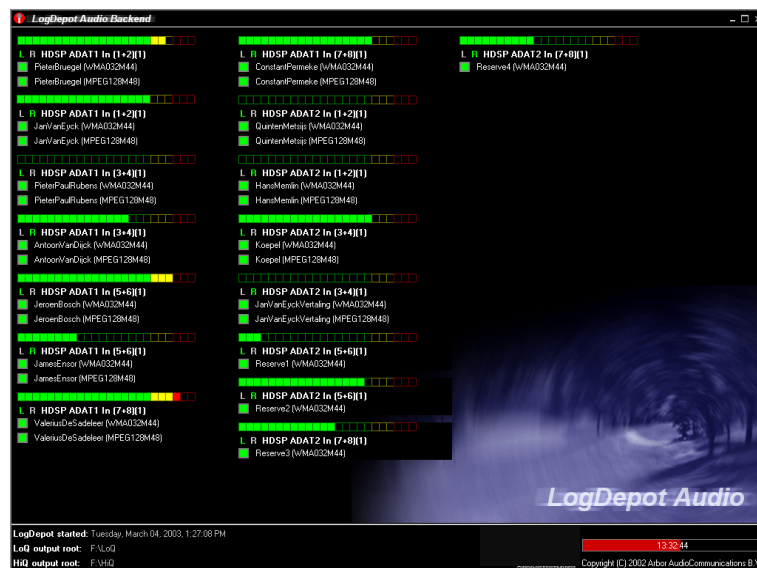 LogDepot Audio Backend
L R HDSP ADAT1 In (1+2)(1)
PieterBruegel (WMA032M44)
PieterBruegel (MPEG128M48)
L R HDSP ADAT1 In (1+2)(1)
JanVanEyck (WMA032M44)
JanVanEyck (MPEG128M48)
L R HDSP ADAT1 In (3+4)(1)
PieterPaulRubens (WMA032M44)
PieterPaulRubens (MPEG128M48)
L R HDSP ADAT1 In (3+4)(1)
AntoonVanDijck (WMA032M44)
AntoonVanDijck (MPEG128M48)
L R HDSP ADAT1 In (5+6)(1)
JeroenBosch (WMA032M44)
JeroenBosch (MPEG128M48)
L R HDSP ADAT1 In (5+6)(1)
JamesEnsor (WMA032M44)
JamesEnsor (MPEG128M48)
L R HDSP ADAT1 In (7+8)(1)
ValeriusDeSadeleer (WMA032M44)
ValeriusDeSadeleer (MPEG128M48)
L R HDSP ADAT1 In (7+8)(1)
ConstantPermeke (WMA032M44)
ConstantPermeke (MPEG128M48)
L R HDSP ADAT2 In (1+2)(1)
QuintenMetsijs (WMA032M44)
QuintenMetsijs (MPEG128M48)
L R HDSP ADAT2 In (1+2)(1)
HansMemlin (WMA032M44)
HansMemlin (MPEG128M48)
L R HDSP ADAT2 In (3+4)(1)
Koepel (WMA032M44)
Koepel (MPEG128M48)
L R HDSP ADAT2 In (3+4)(1)
JanVanEyckVertaling (WMA032M44)
JanVanEyckVertaling (MPEG128M48)
L R HDSP ADAT2 In (5+6)(1)
Reserve1 (WMA032M44)
L R HDSP ADAT2 In (5+6)(1)
Reserve2 (WMA032M44)
L R HDSP ADAT2 In (7+8)(1)
Reserve3 (WMA032M44)
L R HDSP ADAT2 In (7+8)(1)
Reserve4 (WMA032M44)
LogDepot Audio
LogDepot started: Tuesday, March 04, 2003, 1:27:08 PM
LoQ output root: F:\LoQ
HiQ output root: F:\HiQ
13:32:44
Copyright (C) 2002 Arbor AudioCommunications B.V